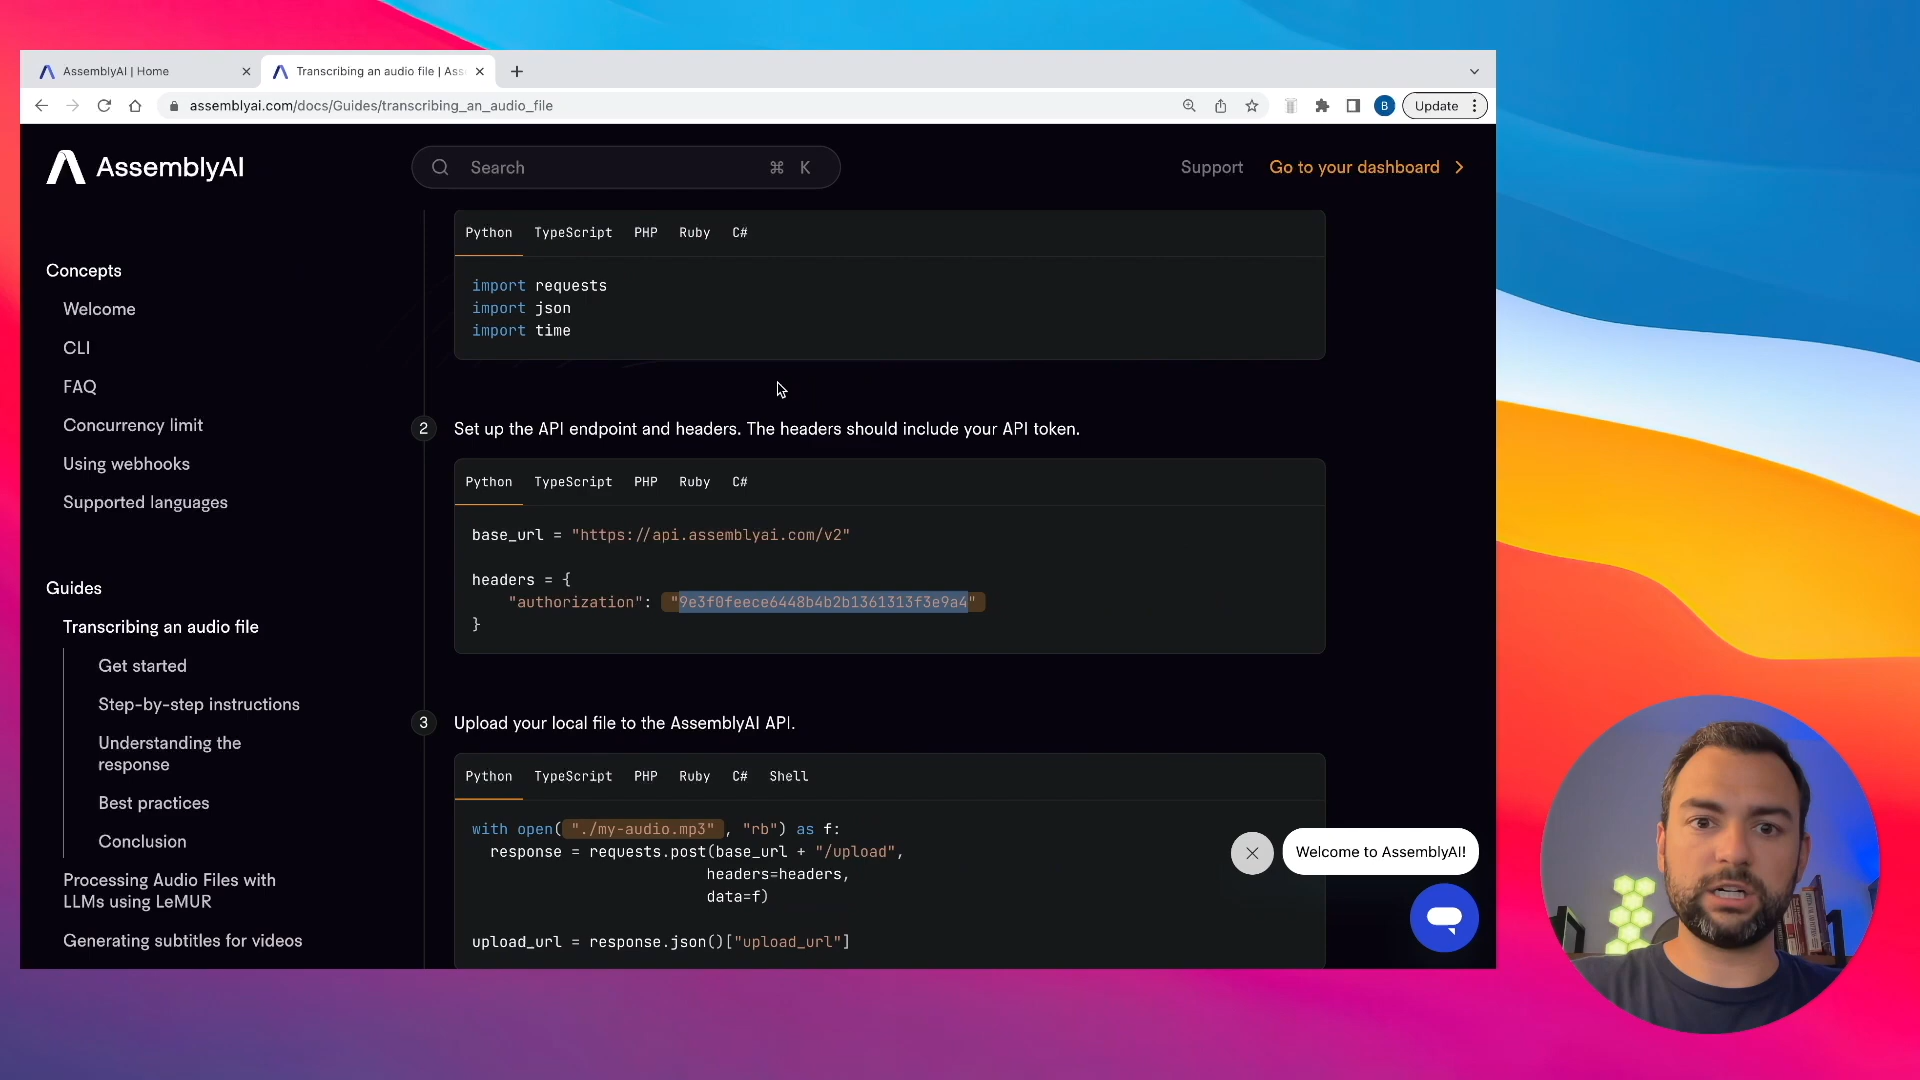 AssemblyAI | Home
Transcribing an audio file | Ass
assemblyai.com/docs/Guides/transcribing_an_audio_file
B
Update
AssemblyAI
Search
⌘ K
Support
Go to your dashboard
Concepts
Welcome
CLI
FAQ
Concurrency limit
Using webhooks
Supported languages
Guides
Transcribing an audio file
Get started
Step-by-step instructions
Understanding the
response
Best practices
Conclusion
Processing Audio Files with
LLMs using LeMUR
Generating subtitles for videos
Python TypeScript PHP Ruby C#
import requests
import json
import time
2 Set up the API endpoint and headers. The headers should include your API token.
Python TypeScript PHP Ruby C#
base_url = "https://api.assemblyai.com/v2"
headers = {
"authorization": "9e3f0feece6448b4b2b1361313f3e9a4"
}
3 Upload your local file to the AssemblyAI API.
Python TypeScript PHP Ruby C# Shell
with open( "./my-audio.mp3" , "rb") as f:
response = requests.post(base_url + "/upload",
headers=headers,
data=f)
upload_url = response.json()["upload_url"]
Welcome to AssemblyAI!